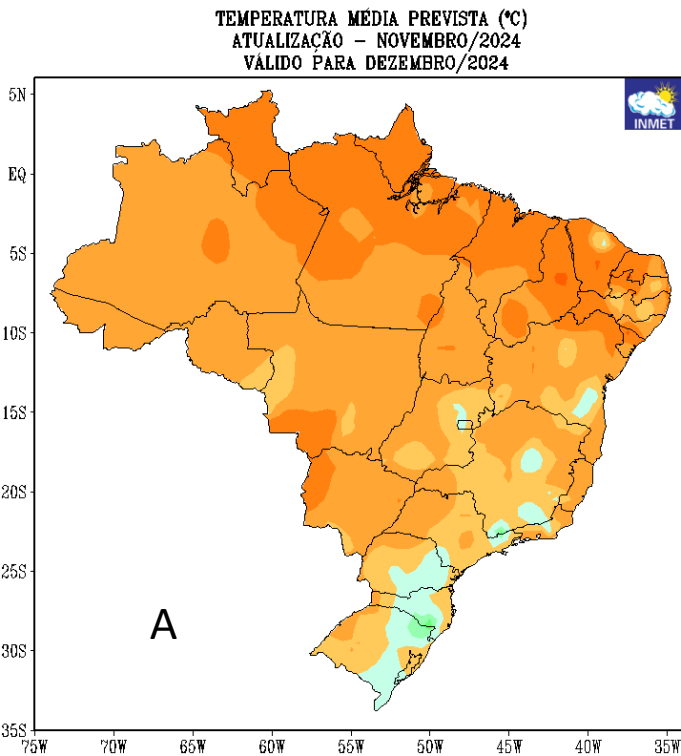 TEMPERATURA MÉDIA PREVISTA (°C)
ATUALIZAÇÃO – NOVEMBRO/2024
VÁLIDO PARA DEZEMBRO/2024
INMET
5N
EQ
5S
10S
15S
20S
25S
30S
35S
A
75W 70W 65W 60W 55W 50W 45W 40W 35W